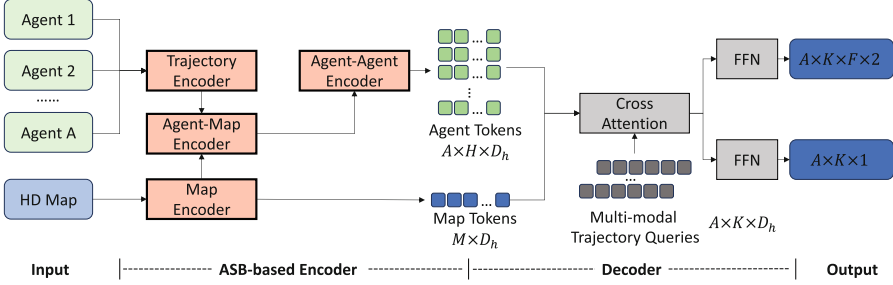 Agent 1
Agent 2
......
Agent A
HD Map
Trajectory
Encoder
Agent-Map
Encoder
Map
Encoder
Agent-Agent
Encoder
...
...
...
⋮
...
Agent Tokens
A×H×D_h
...
Map Tokens
M×D_h
Cross
Attention
...
Multi-modal
Trajectory Queries
A×K×D_h
FFN
A×K×F×2
FFN
A×K×1
Input
ASB-based Encoder
Decoder
Output